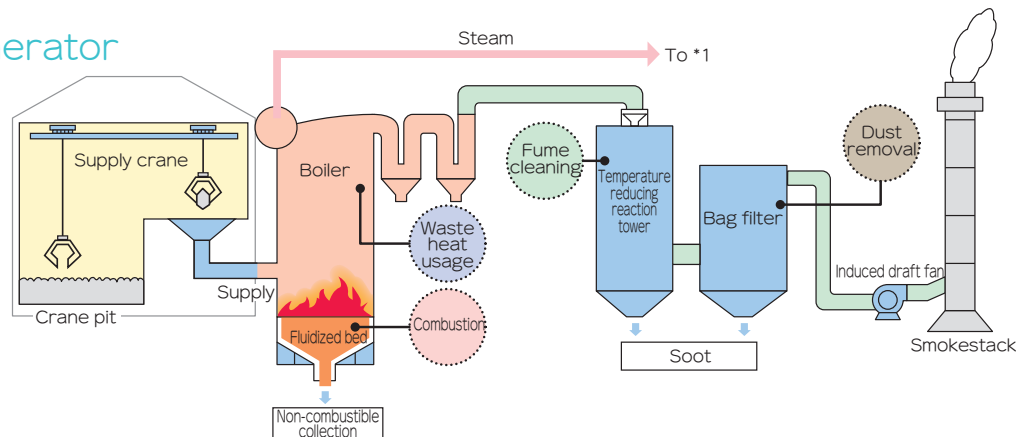 erator
Steam
To *1
Supply crane
Boiler
Fume
cleaning
Temperature
reducing
reaction
tower
Dust
removal
Bag filter
Waste
heat
usage
Induced draft fan
Supply
Crane pit
Combustion
Fluidized bed
Smokestack
Soot
Non-combustible
collection